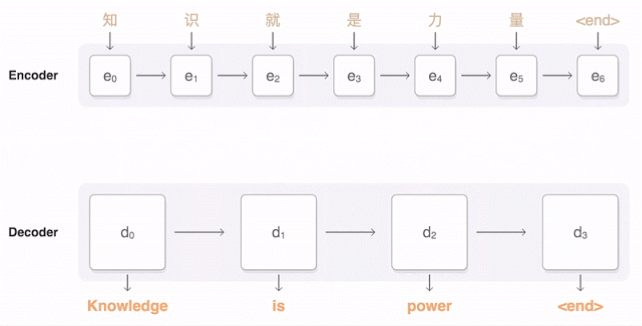 知 识 就 是 力 量 <end>
Encoder e₀ e₁ e₂ e₃ e₄ e₅ e₆
Decoder d₀ d₁ d₂ d₃
Knowledge is power <end>